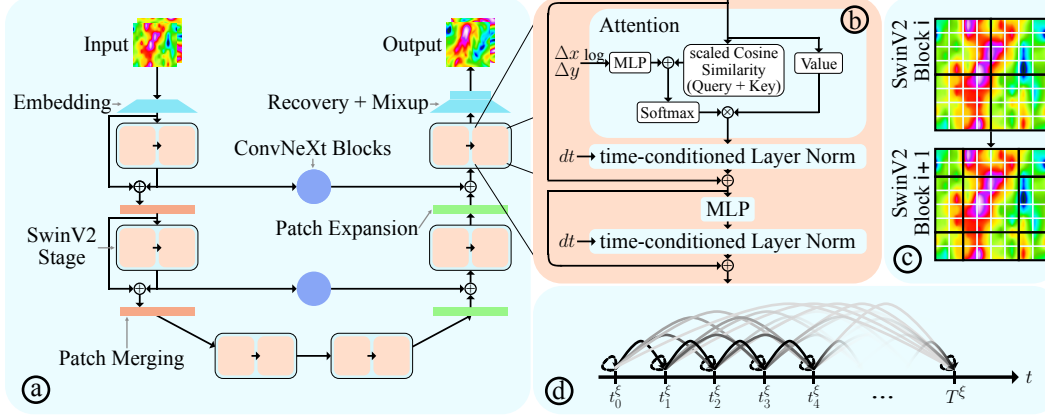 Input
Output
Embedding
Recovery + Mixup
ConvNeXt Blocks
SwinV2
Stage
Patch Expansion
Patch Merging
a
b
Attention
Δx
Δy
log
MLP
scaled Cosine
Similarity
(Query + Key)
Value
Softmax
dt
time-conditioned Layer Norm
MLP
dt
time-conditioned Layer Norm
SwinV2
Block i
SwinV2
Block i+1
c
d
t₀^ξ
t₁^ξ
t₂^ξ
t₃^ξ
t₄^ξ
...
T^ξ
t